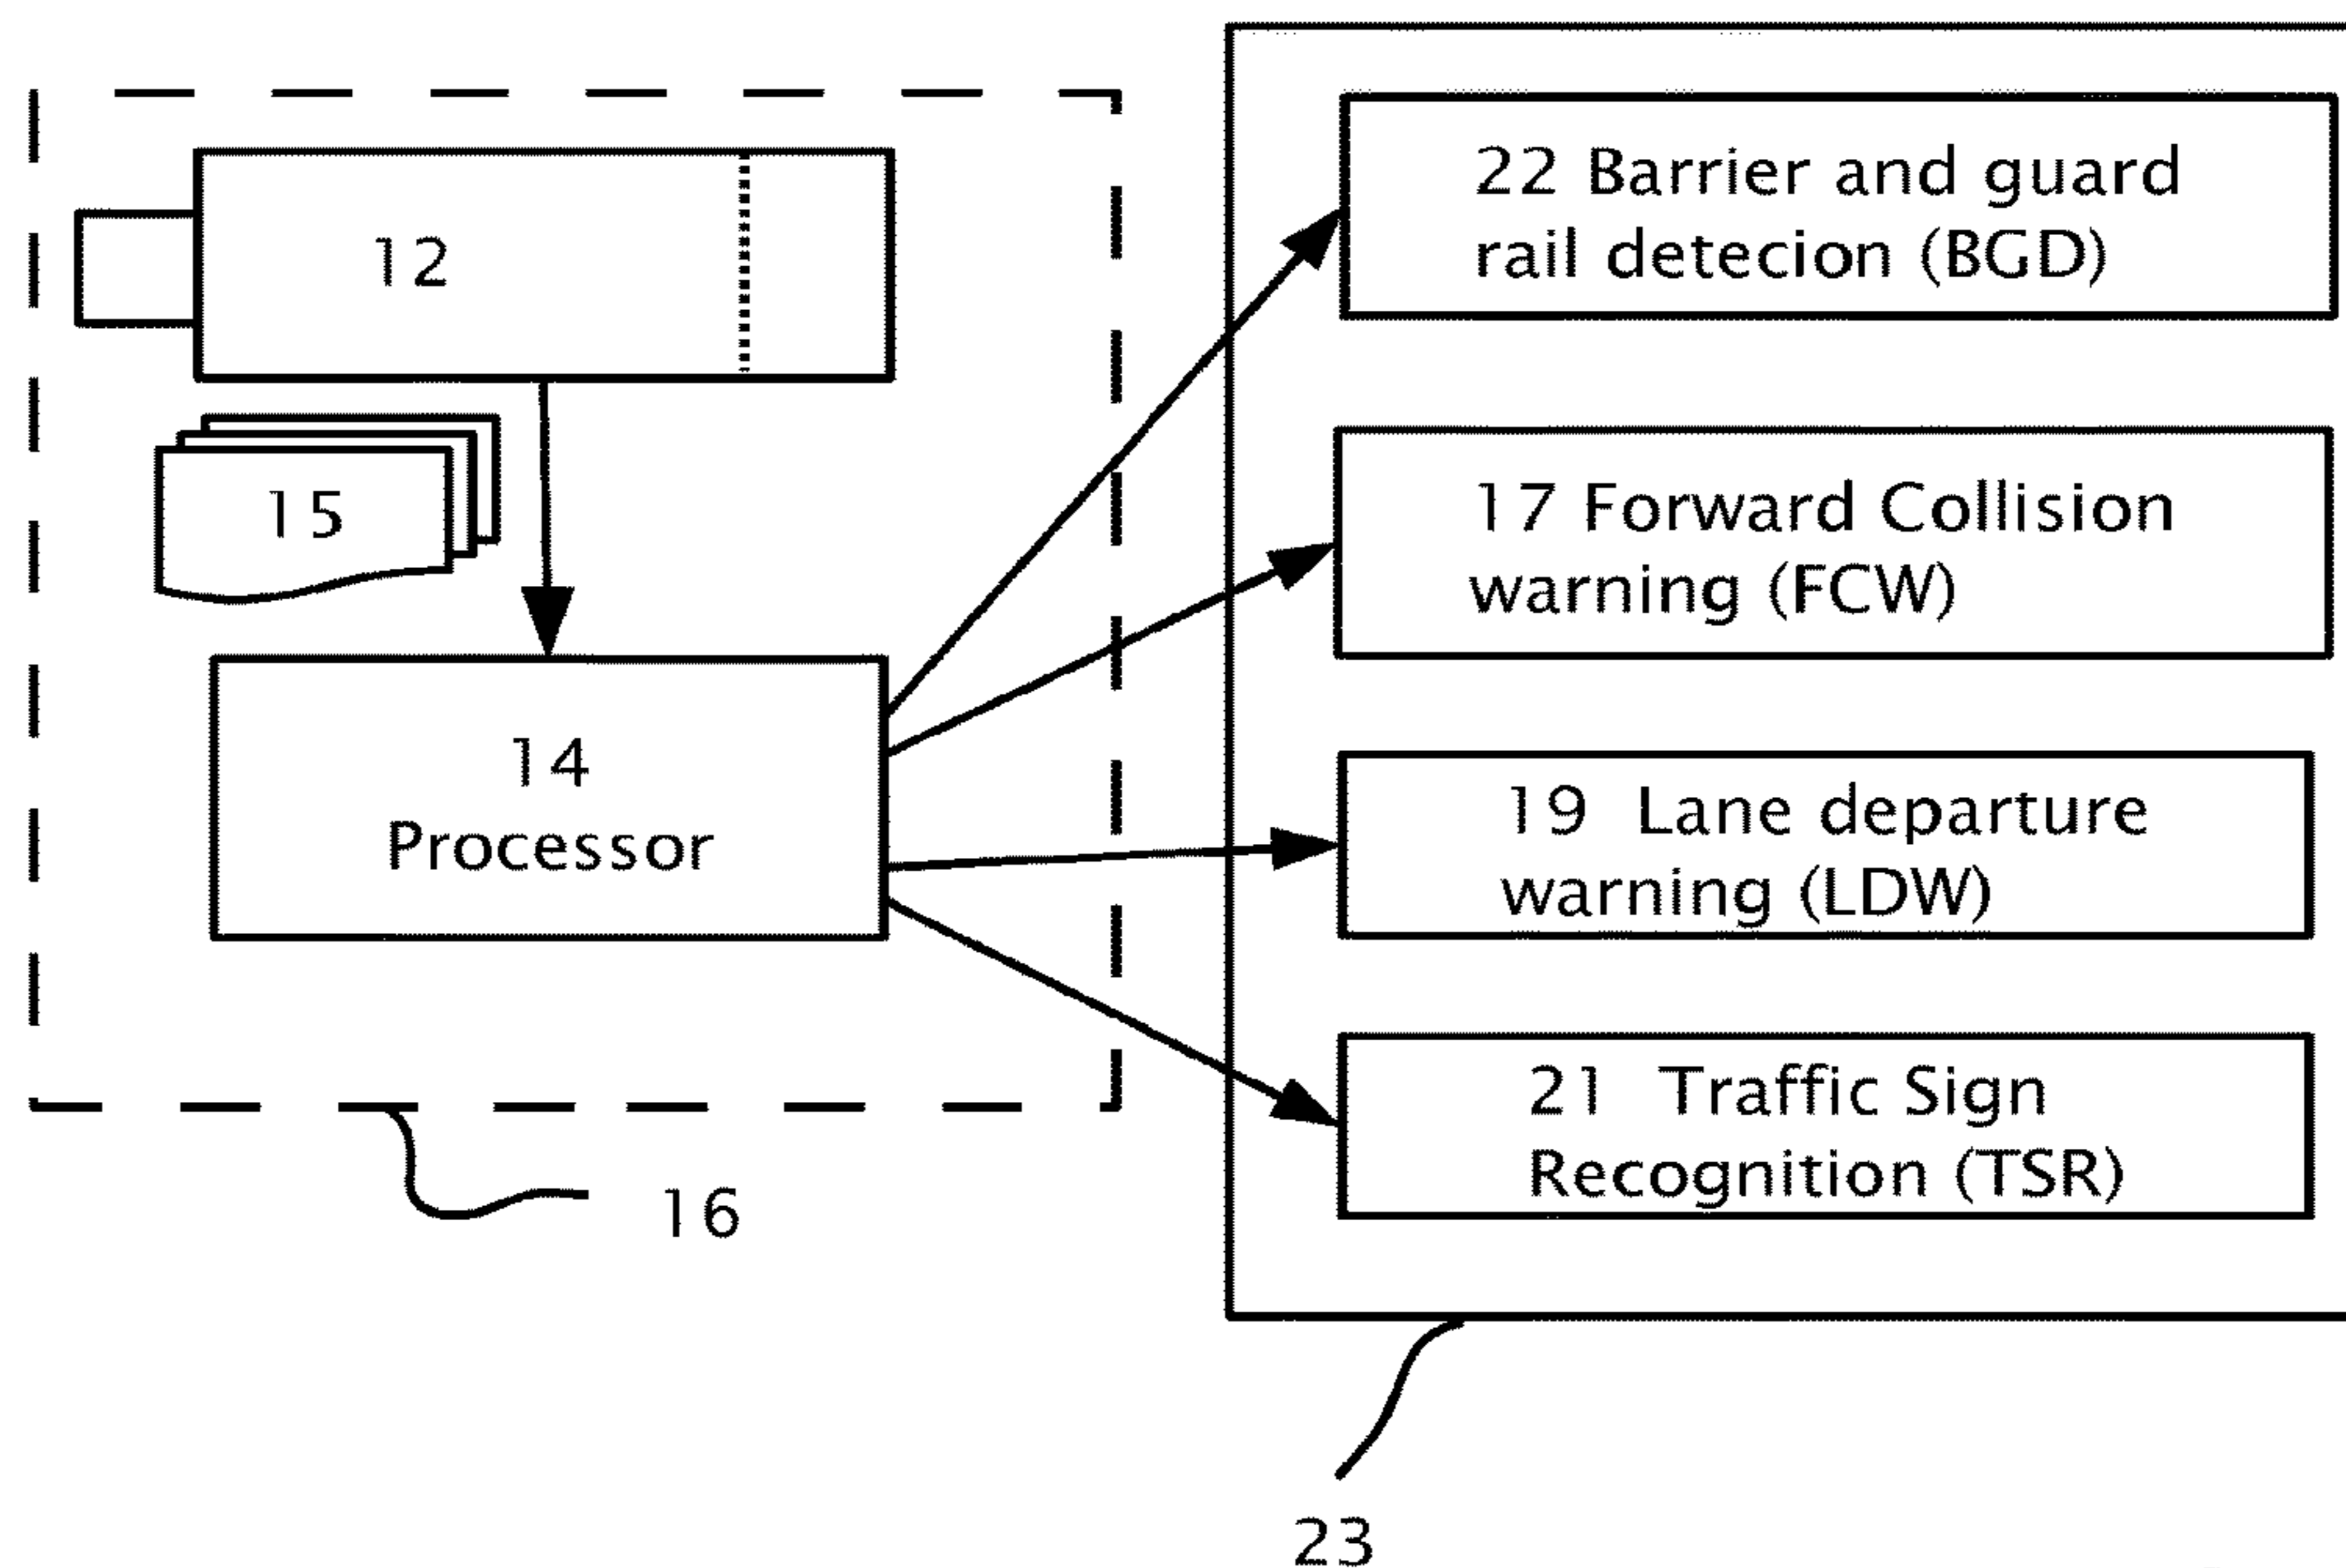 12
15
14
Processor
16
22 Barrier and guard
rail detecion (BGD)
17 Forward Collision
warning (FCW)
19 Lane departure
warning (LDW)
21 Traffic Sign
Recognition (TSR)
23